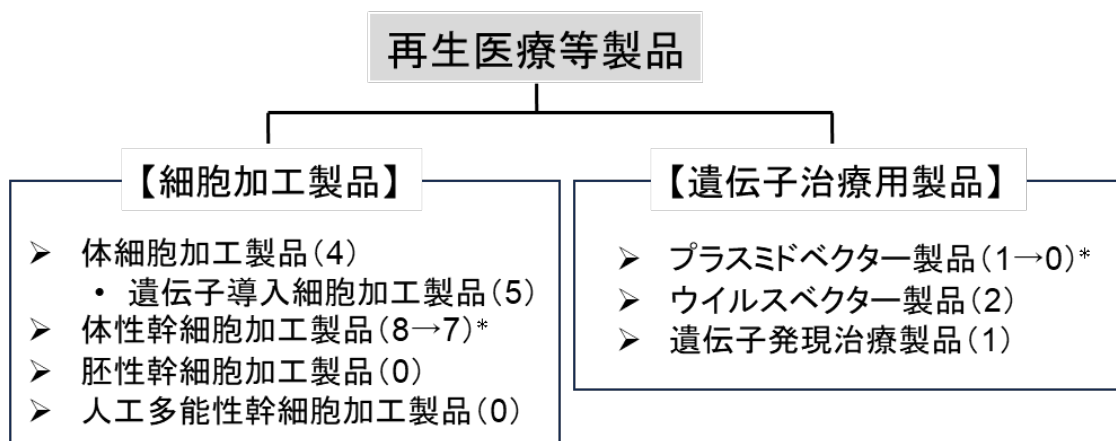 再生医療等製品
【細胞加工製品】
➢ 体細胞加工製品(4)
• 遺伝子導入細胞加工製品(5)
➢ 体性幹細胞加工製品(8→7)*
➢ 胚性幹細胞加工製品(0)
➢ 人工多能性幹細胞加工製品(0)
【遺伝子治療用製品】
➢ プラスミドベクター製品(1→0)*
➢ ウイルスベクター製品(2)
➢ 遺伝子発現治療製品(1)